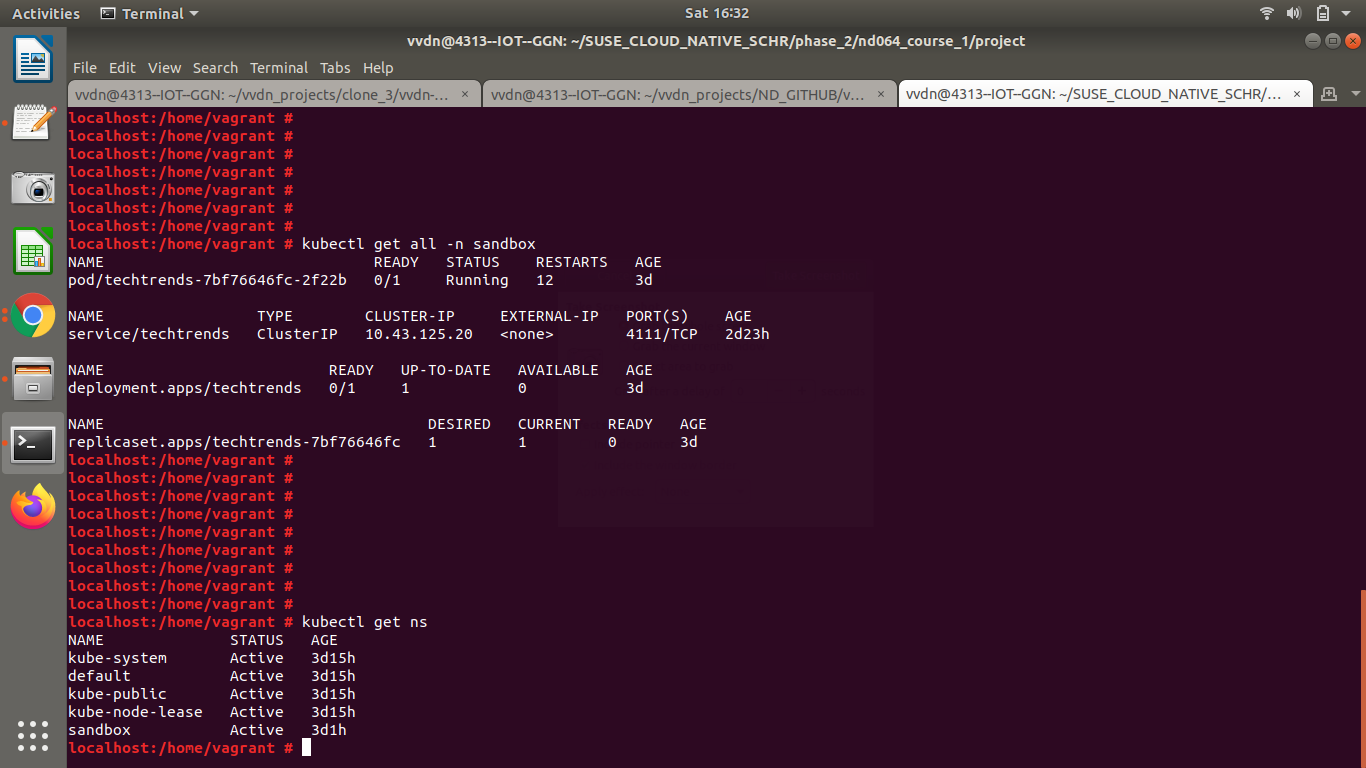 Activities Terminal Sat 16:32
vvdn@4313--IOT--GGN: ~/SUSE_CLOUD_NATIVE_SCHR/phase_2/nd064_course_1/project
File Edit View Search Terminal Tabs Help
vvdn@4313--IOT--GGN: ~/vvdn_projects/clone_3/vvdn-... × vvdn@4313--IOT--GGN: ~/vvdn_projects/ND_GITHUB/v... × vvdn@4313--IOT--GGN: ~/SUSE_CLOUD_NATIVE_SCHR/... ×
localhost:/home/vagrant #
localhost:/home/vagrant #
localhost:/home/vagrant #
localhost:/home/vagrant #
localhost:/home/vagrant #
localhost:/home/vagrant #
localhost:/home/vagrant #
localhost:/home/vagrant # kubectl get all -n sandbox
NAME READY STATUS RESTARTS AGE
pod/techtrends-7bf76646fc-2f22b 0/1 Running 12 3d
NAME TYPE CLUSTER-IP EXTERNAL-IP PORT(S) AGE
service/techtrends ClusterIP 10.43.125.20 <none> 4111/TCP 2d23h
NAME READY UP-TO-DATE AVAILABLE AGE
deployment.apps/techtrends 0/1 1 0 3d
NAME DESIRED CURRENT READY AGE
replicaset.apps/techtrends-7bf76646fc 1 1 0 3d
localhost:/home/vagrant #
localhost:/home/vagrant #
localhost:/home/vagrant #
localhost:/home/vagrant #
localhost:/home/vagrant #
localhost:/home/vagrant #
localhost:/home/vagrant #
localhost:/home/vagrant #
localhost:/home/vagrant #
localhost:/home/vagrant # kubectl get ns
NAME STATUS AGE
kube-system Active 3d15h
default Active 3d15h
kube-public Active 3d15h
kube-node-lease Active 3d15h
sandbox Active 3d1h
localhost:/home/vagrant #